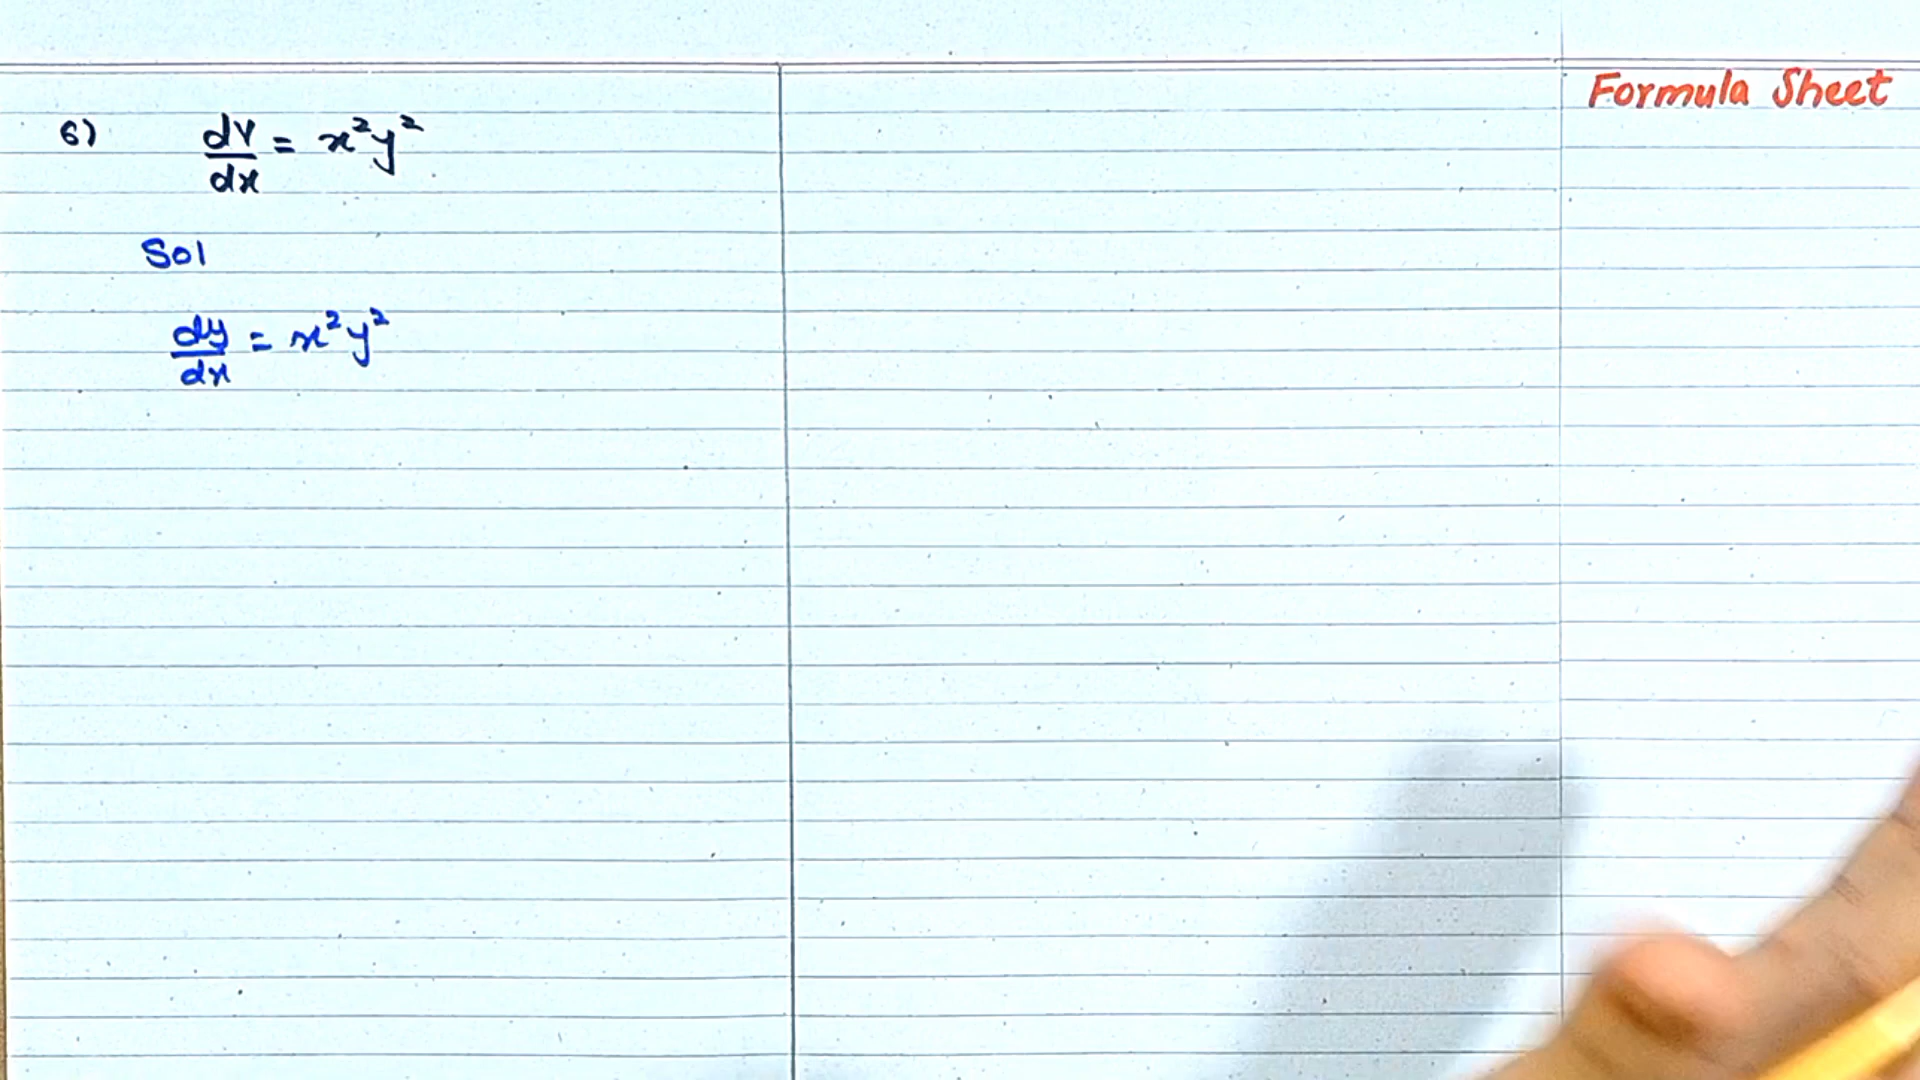 6) dy/dx = x²y²
Sol
dy/dx = x²y²
Formula Sheet